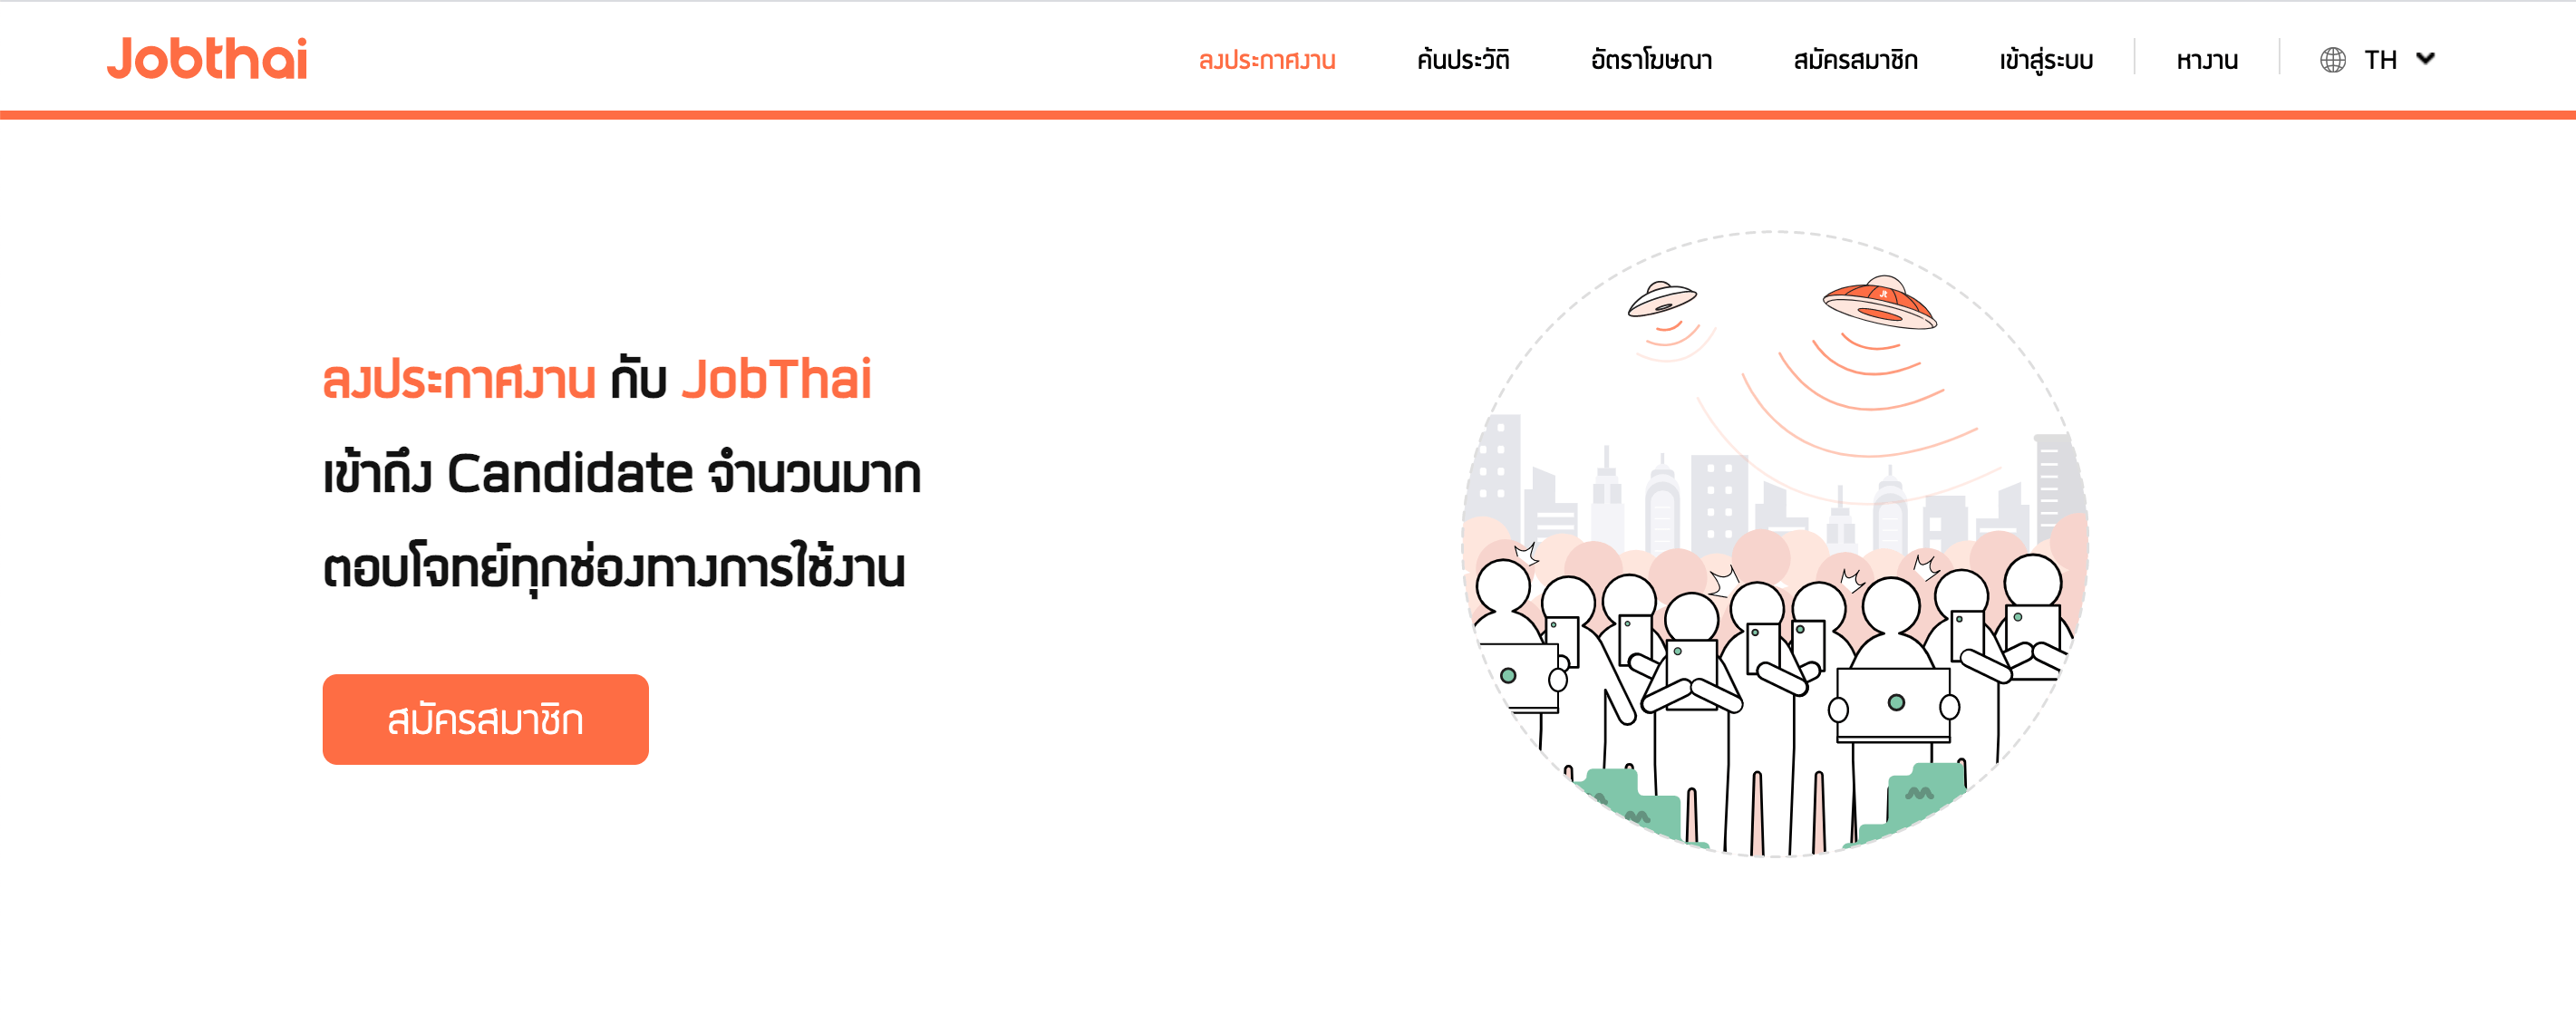 Jobthai
ลงประกาศงาน ค้นประวัติ อัตราโฆษณา สมัครสมาชิก เข้าสู่ระบบ หางาน TH
ลงประกาศงาน กับ JobThai
เข้าถึง Candidate จำนวนมาก
ตอบโจทย์ทุกช่องทางการใช้งาน
สมัครสมาชิก